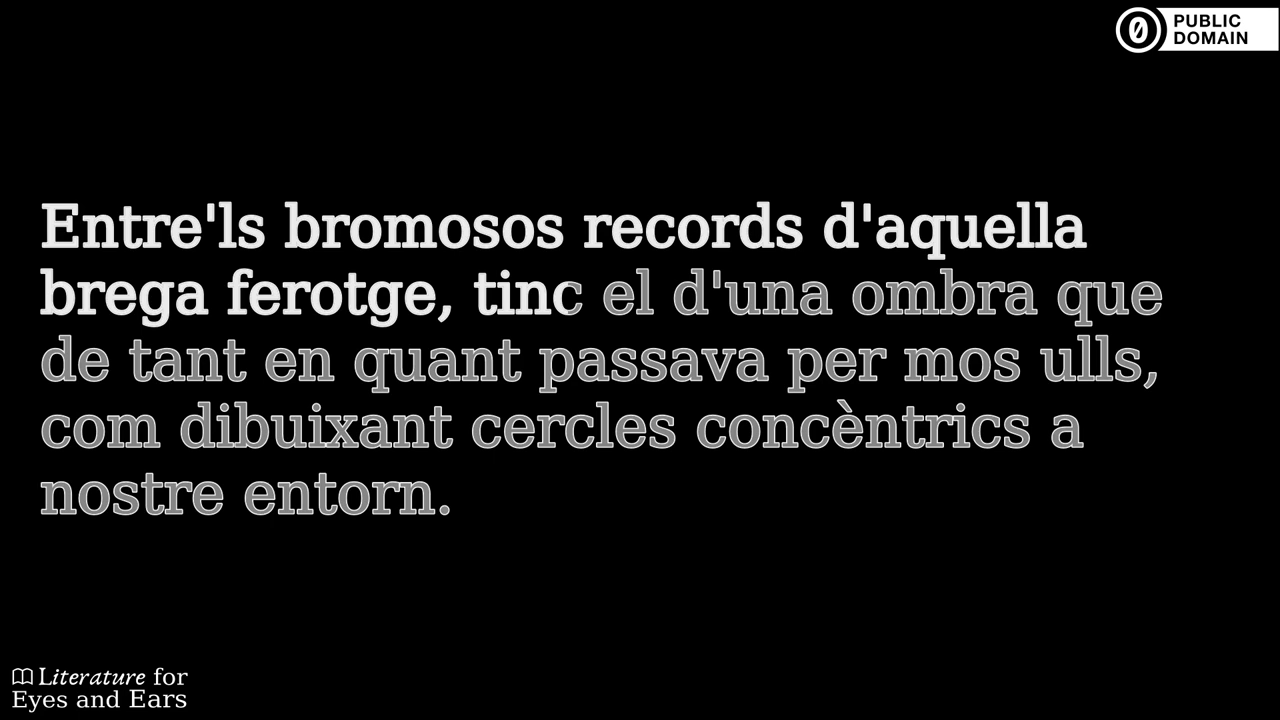 PUBLIC
DOMAIN
Entre'ls bromosos records d'aquella
brega ferotge, tinc el d'una ombra que
de tant en quant passava per mos ulls,
com dibuixant cercles concèntrics a
nostre entorn.
Literature for
Eyes and Ears